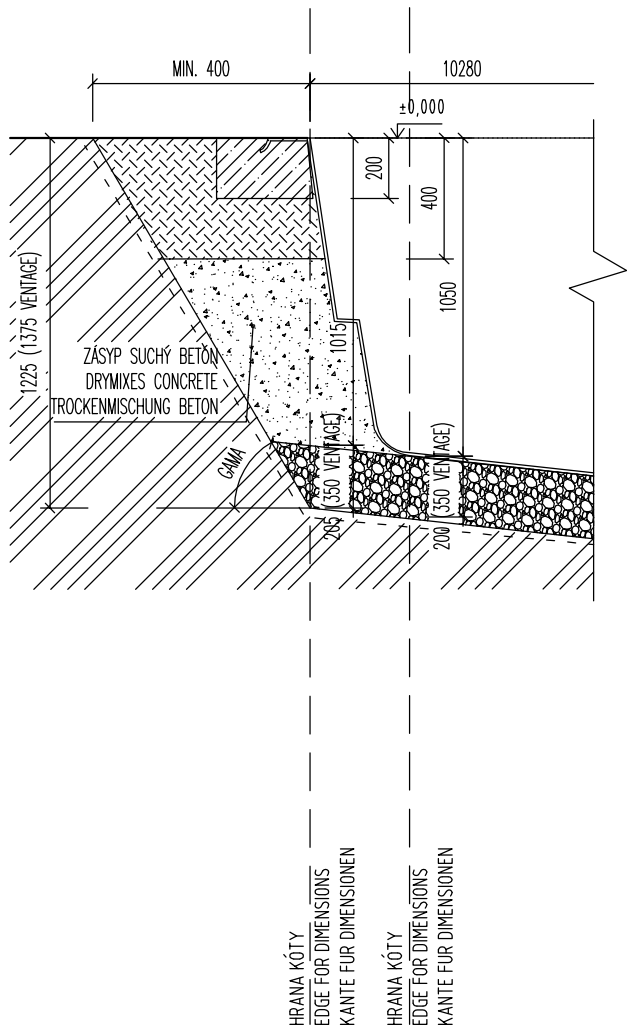 MIN. 400
10280
±0,000
200
400
1050
1225 (1375 VENTAGE)
1015
ZÁSYP SUCHÝ BETON
DRYMIXES CONCRETE
TROCKENMISCHUNG BETON
GAMA
205 (350 VENTAGE)
200 (350 VENTAGE)
HRANA KÓTY
EDGE FOR DIMENSIONS
KANTE FUR DIMENSIONEN
HRANA KÓTY
EDGE FOR DIMENSIONS
KANTE FUR DIMENSIONEN